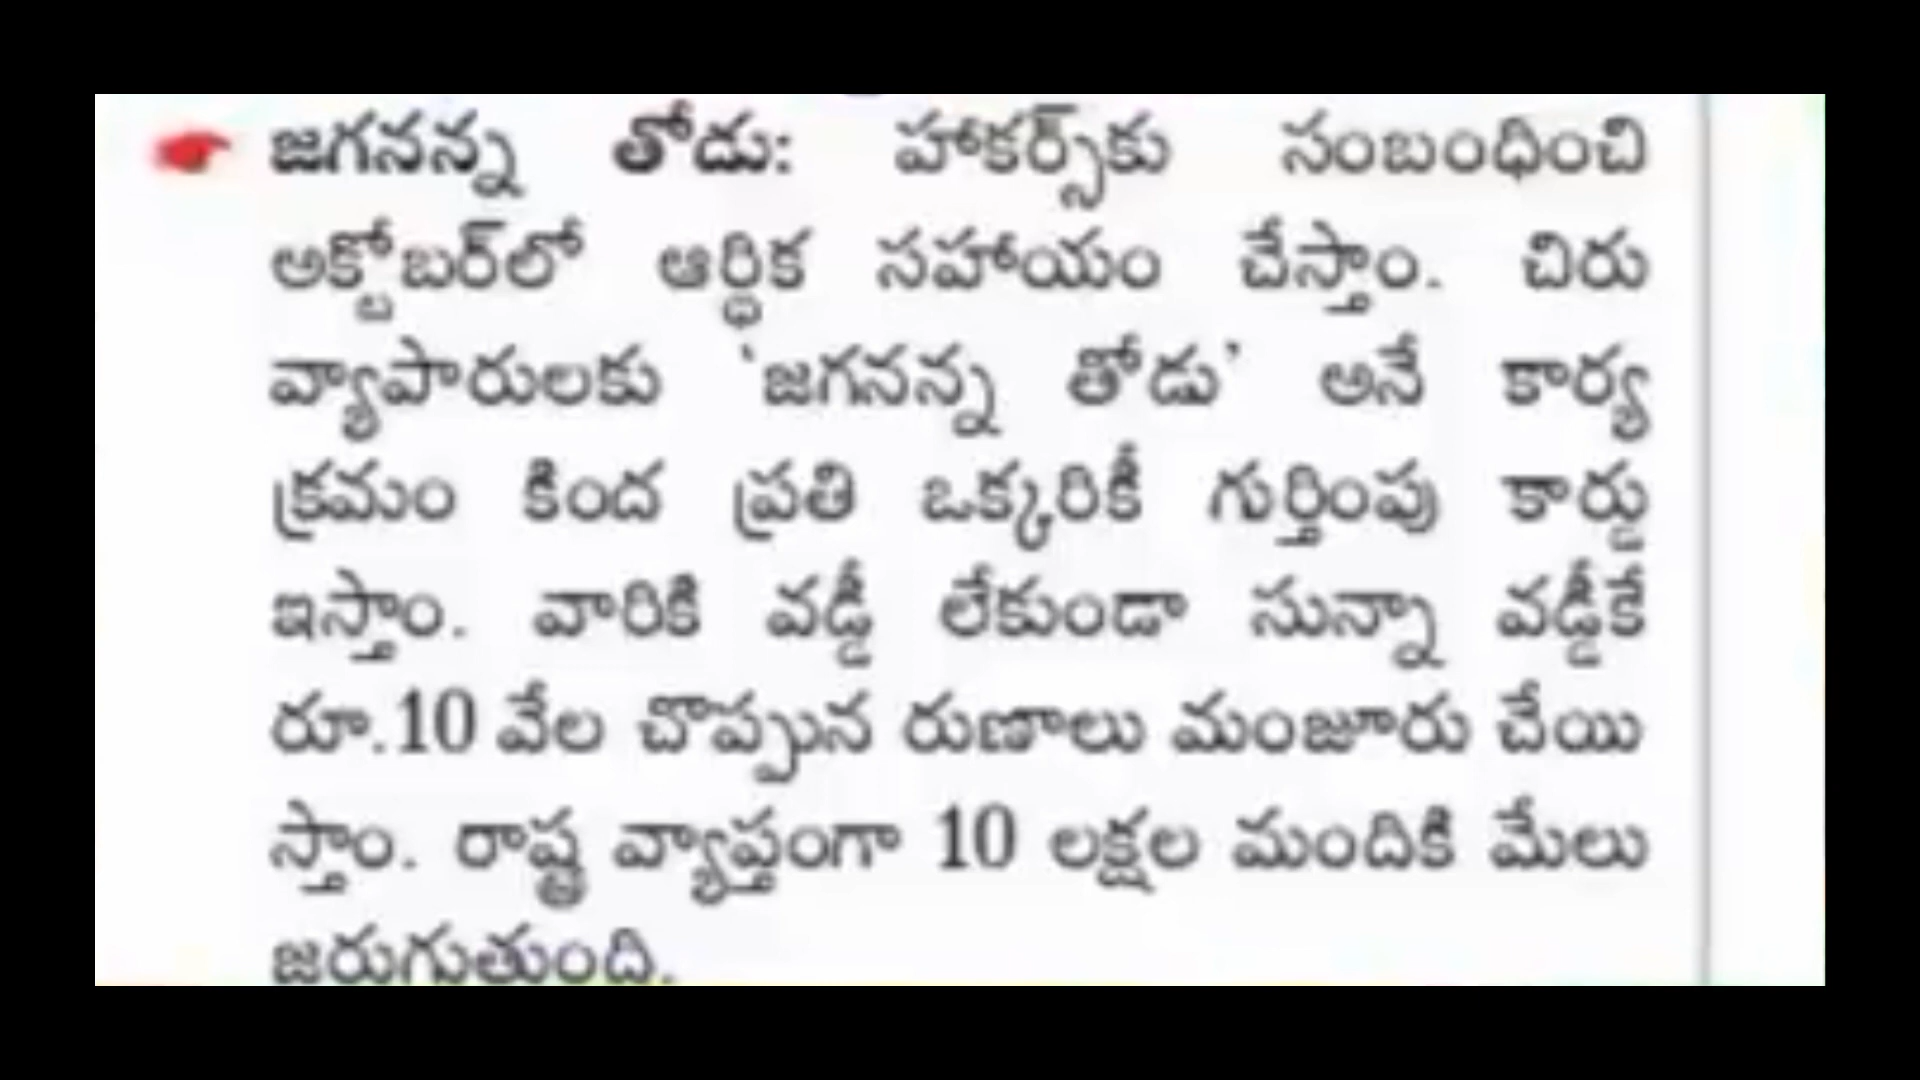 జగనన్న తోడు: హాకర్స్‌కు సంబంధించి
అక్టోబర్‌లో ఆర్థిక సహాయం చేస్తాం. చిరు
వ్యాపారులకు ‘జగనన్న తోడు’ అనే కార్య
క్రమం కింద ప్రతి ఒక్కరికీ గుర్తింపు కార్డు
ఇస్తాం. వారికి వడ్డీ లేకుండా సున్నా వడ్డీకే
రూ.10 వేల చొప్పున రుణాలు మంజూరు చేయి
స్తాం. రాష్ట్ర వ్యాప్తంగా 10 లక్షల మందికి మేలు
జరుగుతుంది.